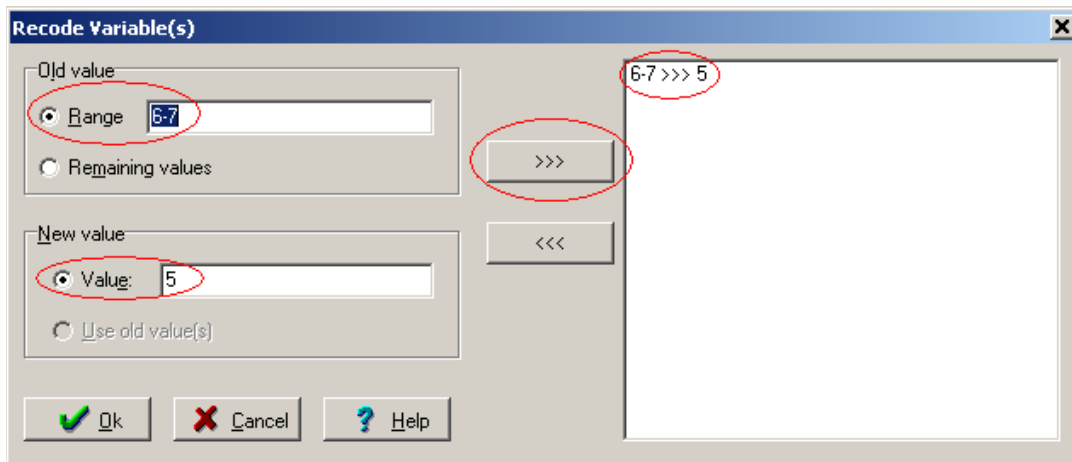 Recode Variable(s)
Old value
Range 6-7
Remaining values
New value
Value: 5
Use old value(s)
Ok Cancel ? Help
>>>
<<<
6-7 >>> 5